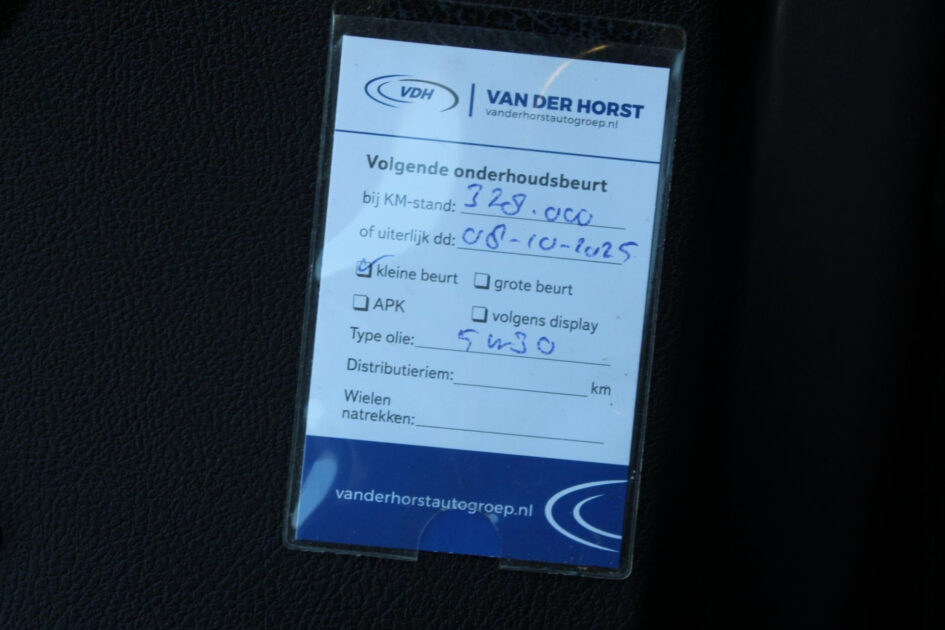 VDH
VAN DER HORST
vanderhorstautogroep.nl
Volgende onderhoudsbeurt
bij KM-stand: 328.000
of uiterlijk dd: 08-10-2025
kleine beurt grote beurt
APK volgens display
Type olie: 5w30
Distributieriem: km
Wielen
natrekken:
vanderhorstautogroep.nl